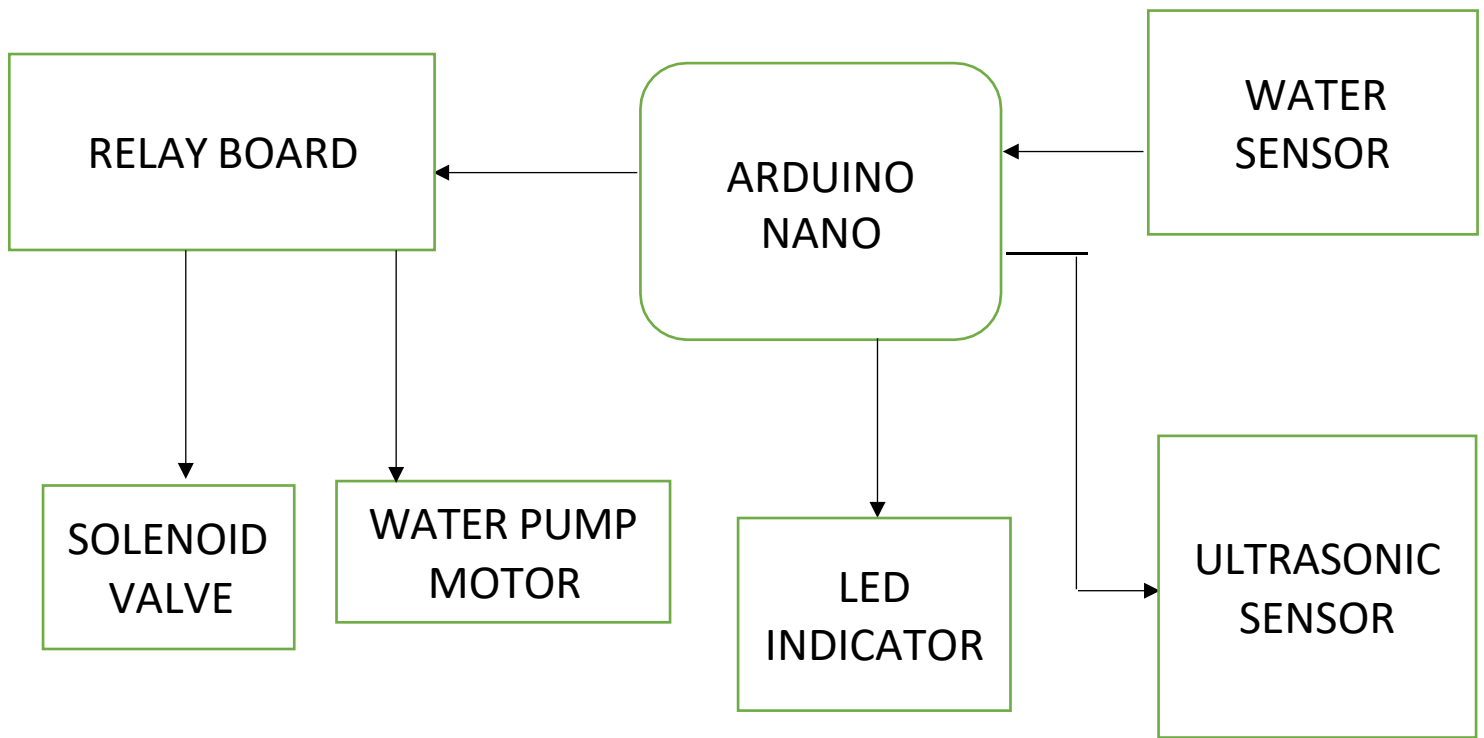 RELAY BOARD
ARDUINO
NANO
WATER
SENSOR
SOLENOID
VALVE
WATER PUMP
MOTOR
LED
INDICATOR
ULTRASONIC
SENSOR